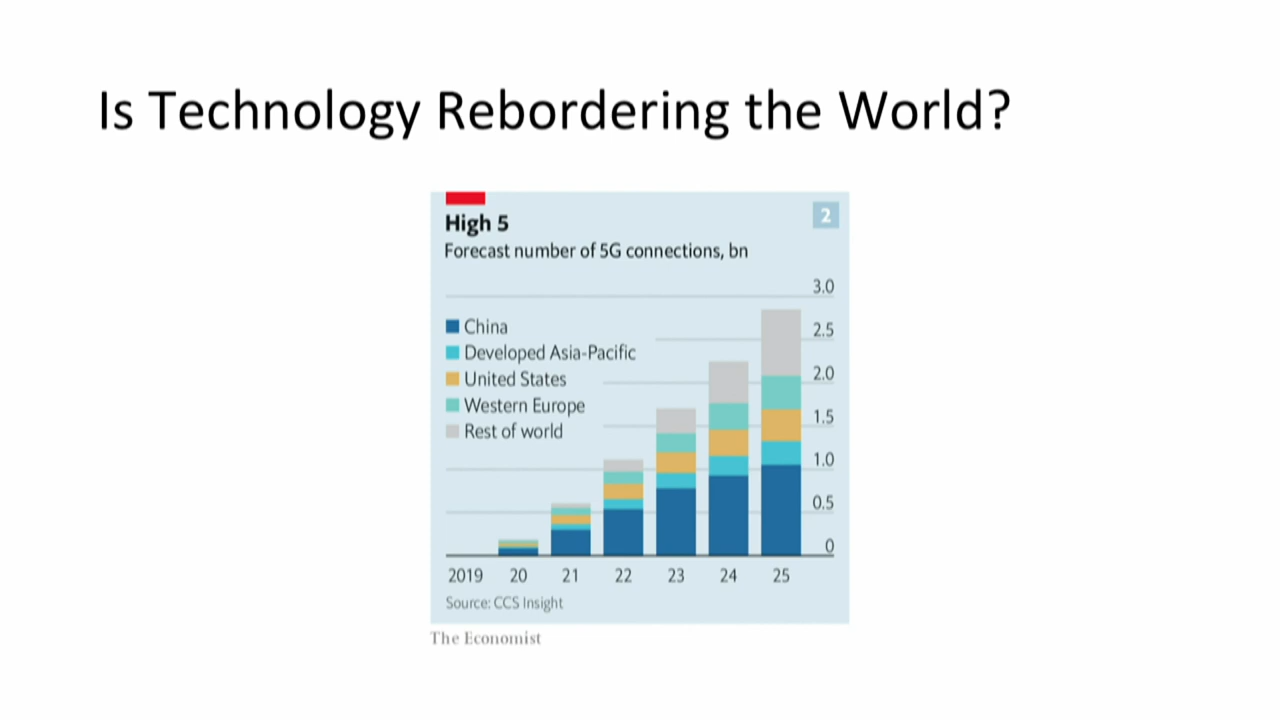 Is Technology Rebordering the World?
2
High 5
Forecast number of 5G connections, bn
3.0
China
2.5
Developed Asia-Pacific
United States
2.0
Western Europe
1.5
Rest of world
1.0
0.5
0
2019 20 21 22 23 24 25
Source: CCS Insight
The Economist